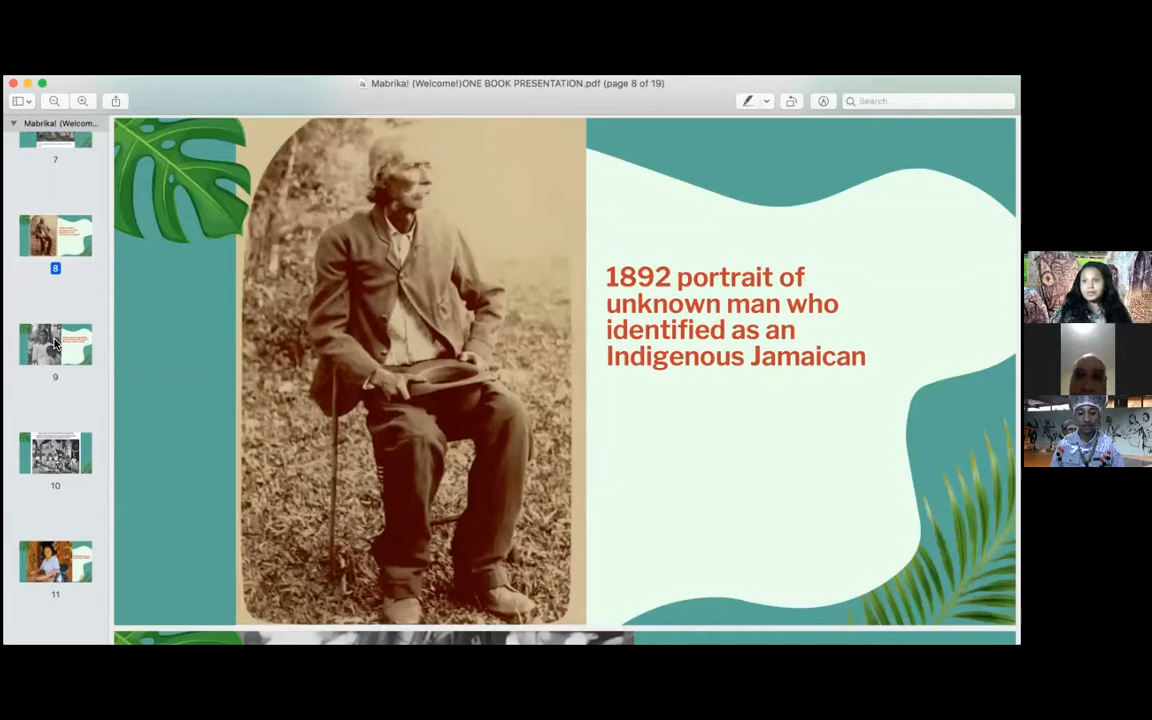 Mabrika! (Welcome!)ONE BOOK PRESENTATION.pdf (page 8 of 19)
Search
Mabrika! (Welcom...
7
8
9
10
11
1892 portrait of
unknown man who
identified as an
Indigenous Jamaican